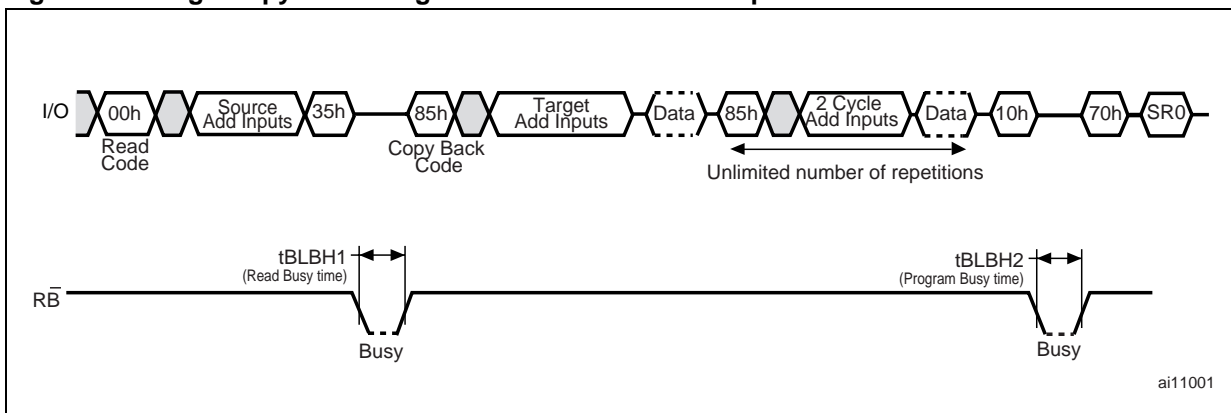 I/O
00h
Source
Add Inputs
35h
85h
Target
Add Inputs
Data
85h
2 Cycle
Add Inputs
Data
10h
70h
SR0
Read
Code
Copy Back
Code
Unlimited number of repetitions
tBLBH1
(Read Busy time)
tBLBH2
(Program Busy time)
RB
Busy
Busy
ai11001